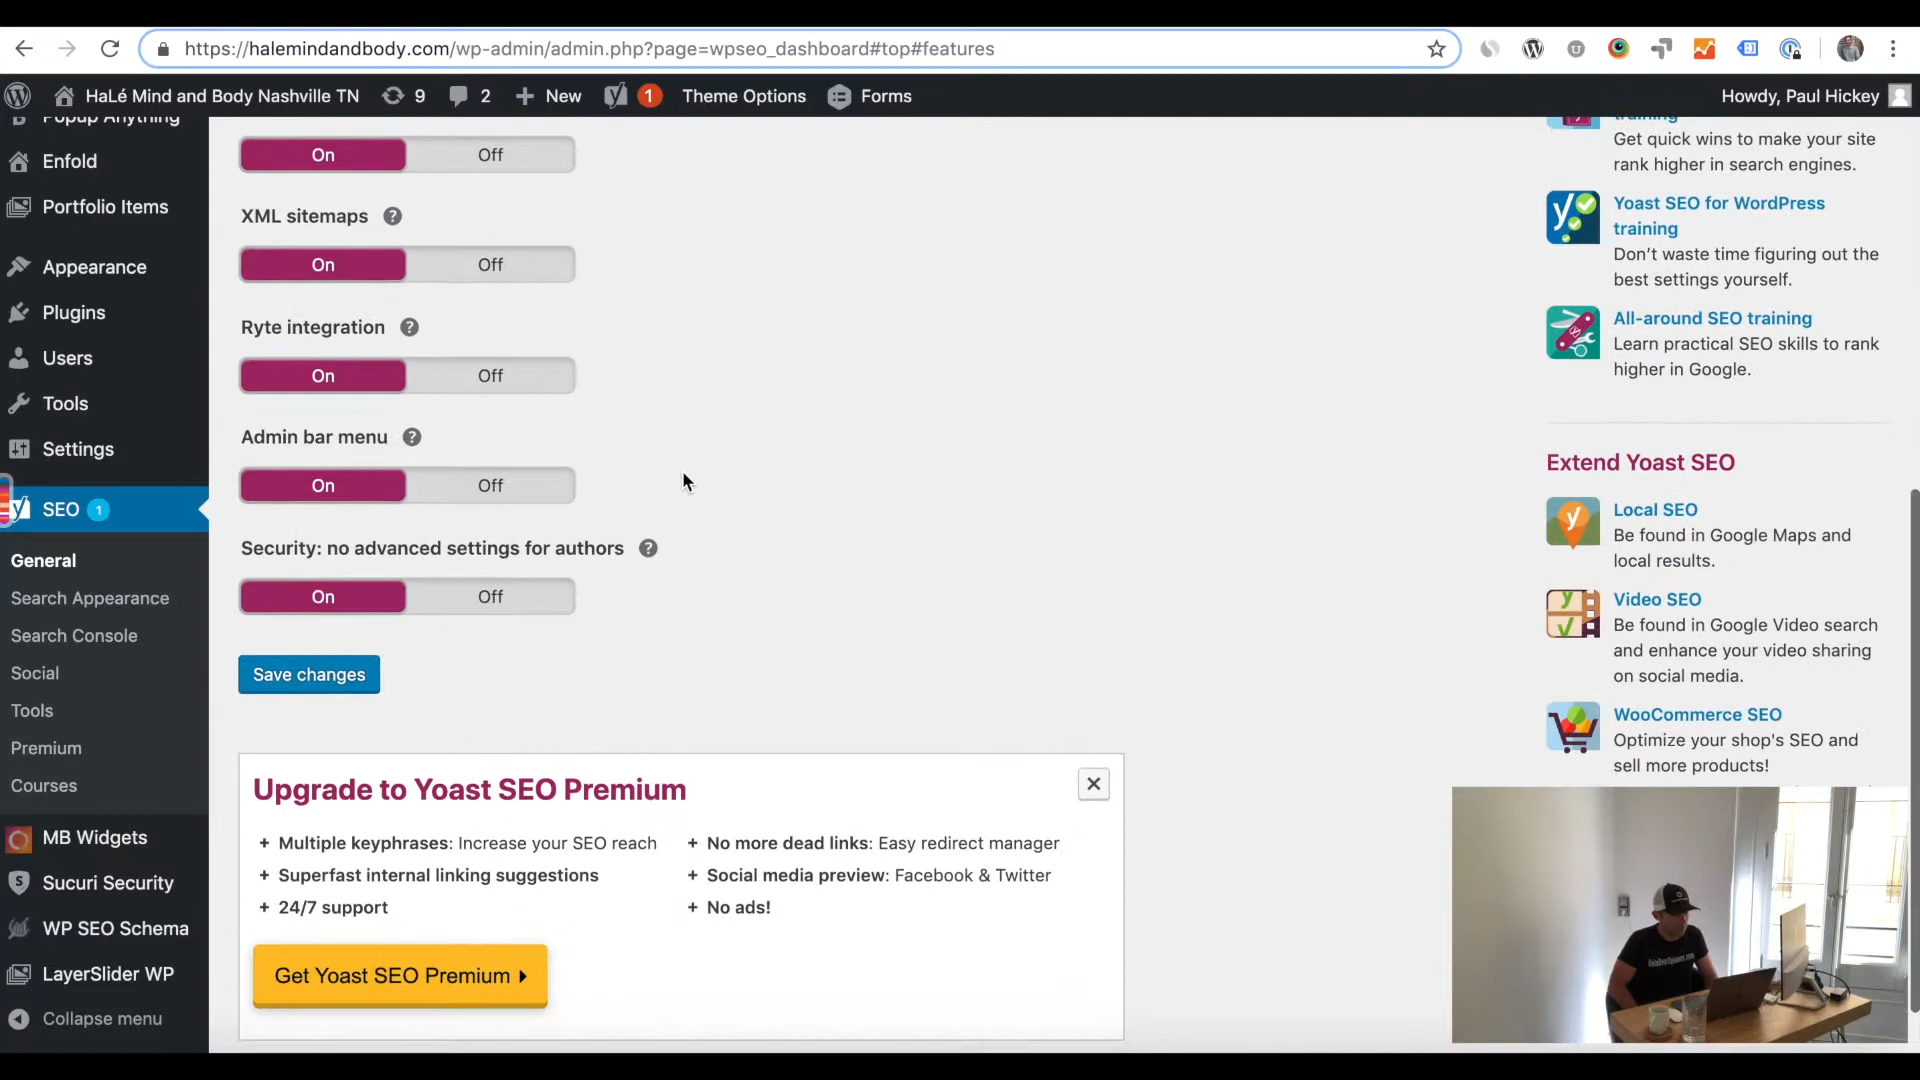 https://halemindandbody.com/wp-admin/admin.php?page=wpseo_dashboard#top#features
HaLé Mind and Body Nashville TN 9 2 New 1 Theme Options Forms Howdy, Paul Hickey
Popup Anything
Enfold
Portfolio Items
Appearance
Plugins
Users
Tools
Settings
SEO 1
General
Search Appearance
Search Console
Social
Tools
Premium
Courses
MB Widgets
Sucuri Security
WP SEO Schema
LayerSlider WP
Collapse menu
On Off
XML sitemaps ?
On Off
Ryte integration ?
On Off
Admin bar menu ?
On Off
Security: no advanced settings for authors ?
On Off
Save changes
Upgrade to Yoast SEO Premium
+ Multiple keyphrases: Increase your SEO reach
+ Superfast internal linking suggestions
+ 24/7 support
+ No more dead links: Easy redirect manager
+ Social media preview: Facebook & Twitter
+ No ads!
Get Yoast SEO Premium
training
Get quick wins to make your site
rank higher in search engines.
Yoast SEO for WordPress
training
Don’t waste time figuring out the
best settings yourself.
All-around SEO training
Learn practical SEO skills to rank
higher in Google.
Extend Yoast SEO
Local SEO
Be found in Google Maps and
local results.
Video SEO
Be found in Google Video search
and enhance your video sharing
on social media.
WooCommerce SEO
Optimize your shop's SEO and
sell more products!